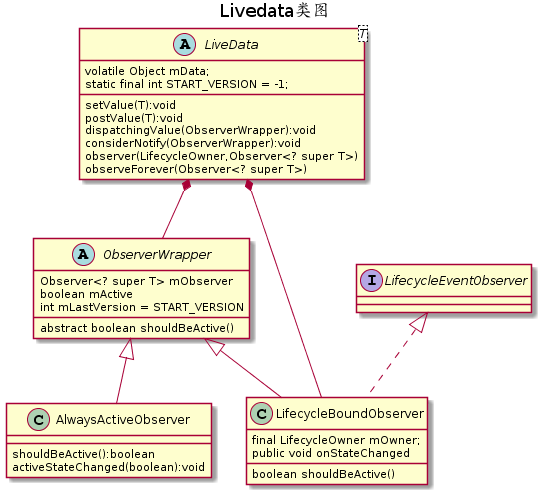 Livedata类图
T
A LiveData
volatile Object mData;
static final int START_VERSION = -1;
setValue(T):void
postValue(T):void
dispatchingValue(ObserverWrapper):void
considerNotify(ObserverWrapper):void
observer(LifecycleOwner,Observer<? super T>)
observeForever(Observer<? super T>)
A ObserverWrapper
Observer<? super T> mObserver
boolean mActive
int mLastVersion = START_VERSION
abstract boolean shouldBeActive()
I LifecycleEventObserver
C AlwaysActiveObserver
shouldBeActive():boolean
activeStateChanged(boolean):void
C LifecycleBoundObserver
final LifecycleOwner mOwner;
public void onStateChanged
boolean shouldBeActive()